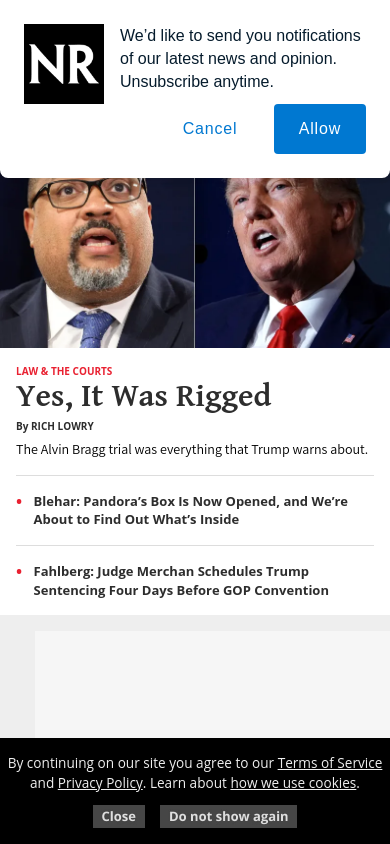 NR
We’d like to send you notifications
of our latest news and opinion.
Unsubscribe anytime.
Cancel
Allow
LAW & THE COURTS
Yes, It Was Rigged
By RICH LOWRY
The Alvin Bragg trial was everything that Trump warns about.
• Blehar: Pandora’s Box Is Now Opened, and We’re
About to Find Out What’s Inside
• Fahlberg: Judge Merchan Schedules Trump
Sentencing Four Days Before GOP Convention
By continuing on our site you agree to our Terms of Service
and Privacy Policy. Learn about how we use cookies.
Close
Do not show again